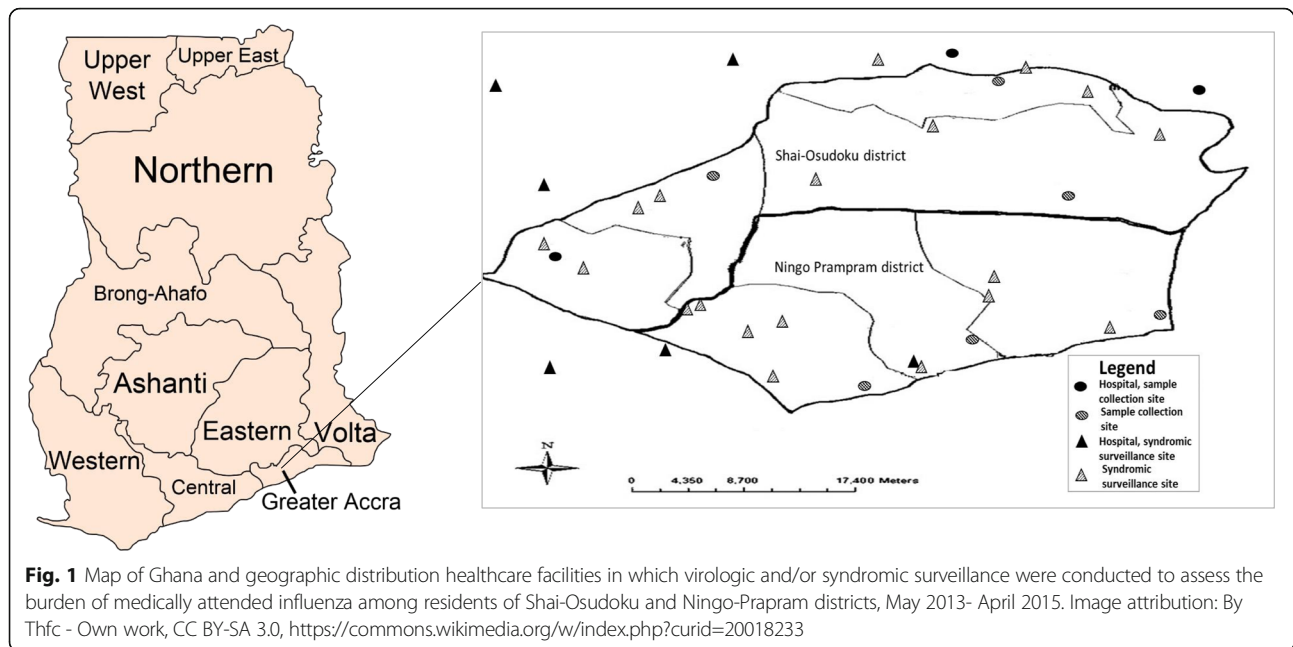 Upper
West
Upper East
Northern
Brong-Ahafo
Ashanti
Eastern
Volta
Western
Central
Greater Accra
Shai-Osudoku district
Ningo Prampram district
N
0 4,350 8,700 17,400 Meters
Legend
Hospital, sample
collection site
Sample collection
site
Hospital, syndromic
surveillance site
Syndromic
surveillance site
Fig. 1 Map of Ghana and geographic distribution healthcare facilities in which virologic and/or syndromic surveillance were conducted to assess the
burden of medically attended influenza among residents of Shai-Osudoku and Ningo-Prapram districts, May 2013- April 2015. Image attribution: By
Thfc - Own work, CC BY-SA 3.0, https://commons.wikimedia.org/w/index.php?curid=20018233